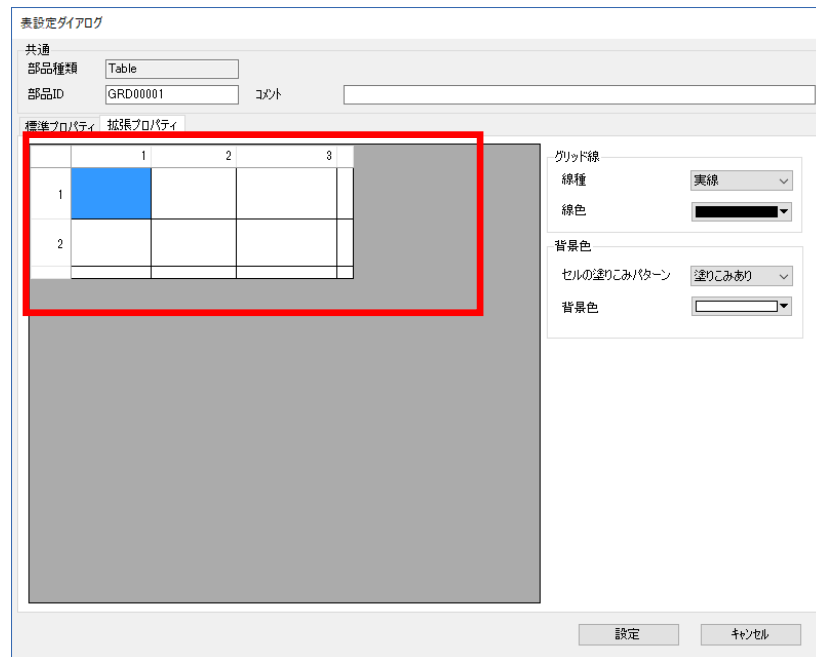 表設定ダイアログ
共通
部品種類 Table
部品ID GRD00001 コメント
標準プロパティ 拡張プロパティ
1 2 3
1
2
グリッド線
線種 実線
線色
背景色
セルの塗りこみパターン 塗りこみあり
背景色
設定 キャンセル